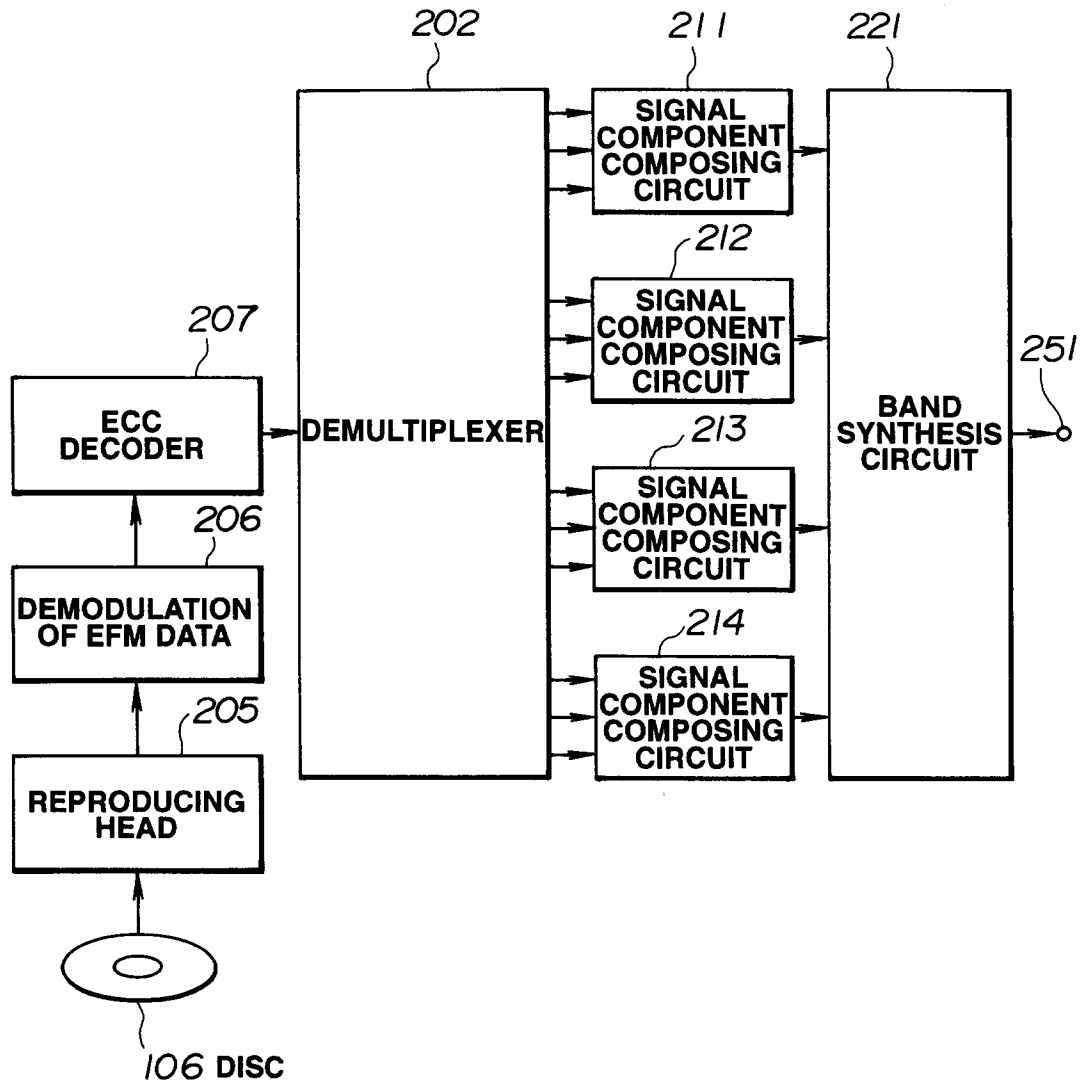 202
211
221
SIGNAL
COMPONENT
COMPOSING
CIRCUIT
212
SIGNAL
COMPONENT
COMPOSING
CIRCUIT
207
ECC
DECODER
DEMULTIPLEXER
BAND
SYNTHESIS
CIRCUIT
251
213
SIGNAL
COMPONENT
COMPOSING
CIRCUIT
206
DEMODULATION
OF EFM DATA
214
SIGNAL
COMPONENT
COMPOSING
CIRCUIT
205
REPRODUCING
HEAD
106 DISC